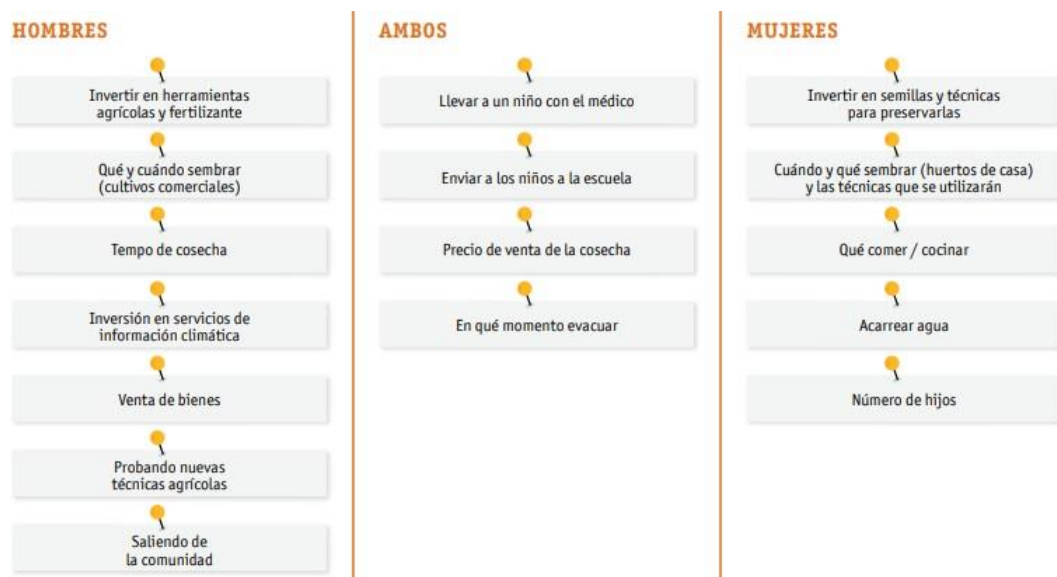 HOMBRES
Invertir en herramientas
agrícolas y fertilizante
Qué y cuándo sembrar
(cultivos comerciales)
Tempo de cosecha
Inversión en servicios de
información climática
Venta de bienes
Probando nuevas
técnicas agrícolas
Saliendo de
la comunidad
AMBOS
Llevar a un niño con el médico
Enviar a los niños a la escuela
Precio de venta de la cosecha
En qué momento evacuar
MUJERES
Invertir en semillas y técnicas
para preservarlas
Cuándo y qué sembrar (huertos de casa)
y las técnicas que se utilizarán
Qué comer / cocinar
Acarrear agua
Número de hijos